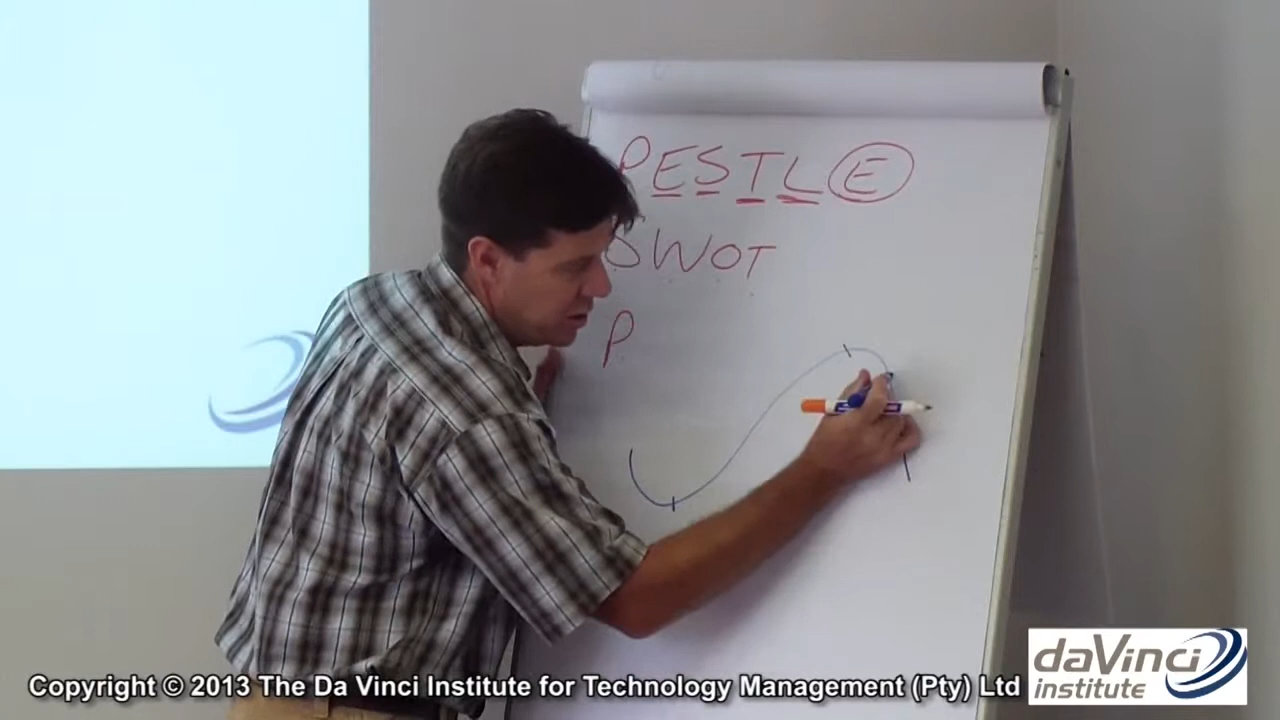 PESTLE
SWOT
P
daVinci
institute
Copyright © 2013 The Da Vinci Institute for Technology Management (Pty) Ltd